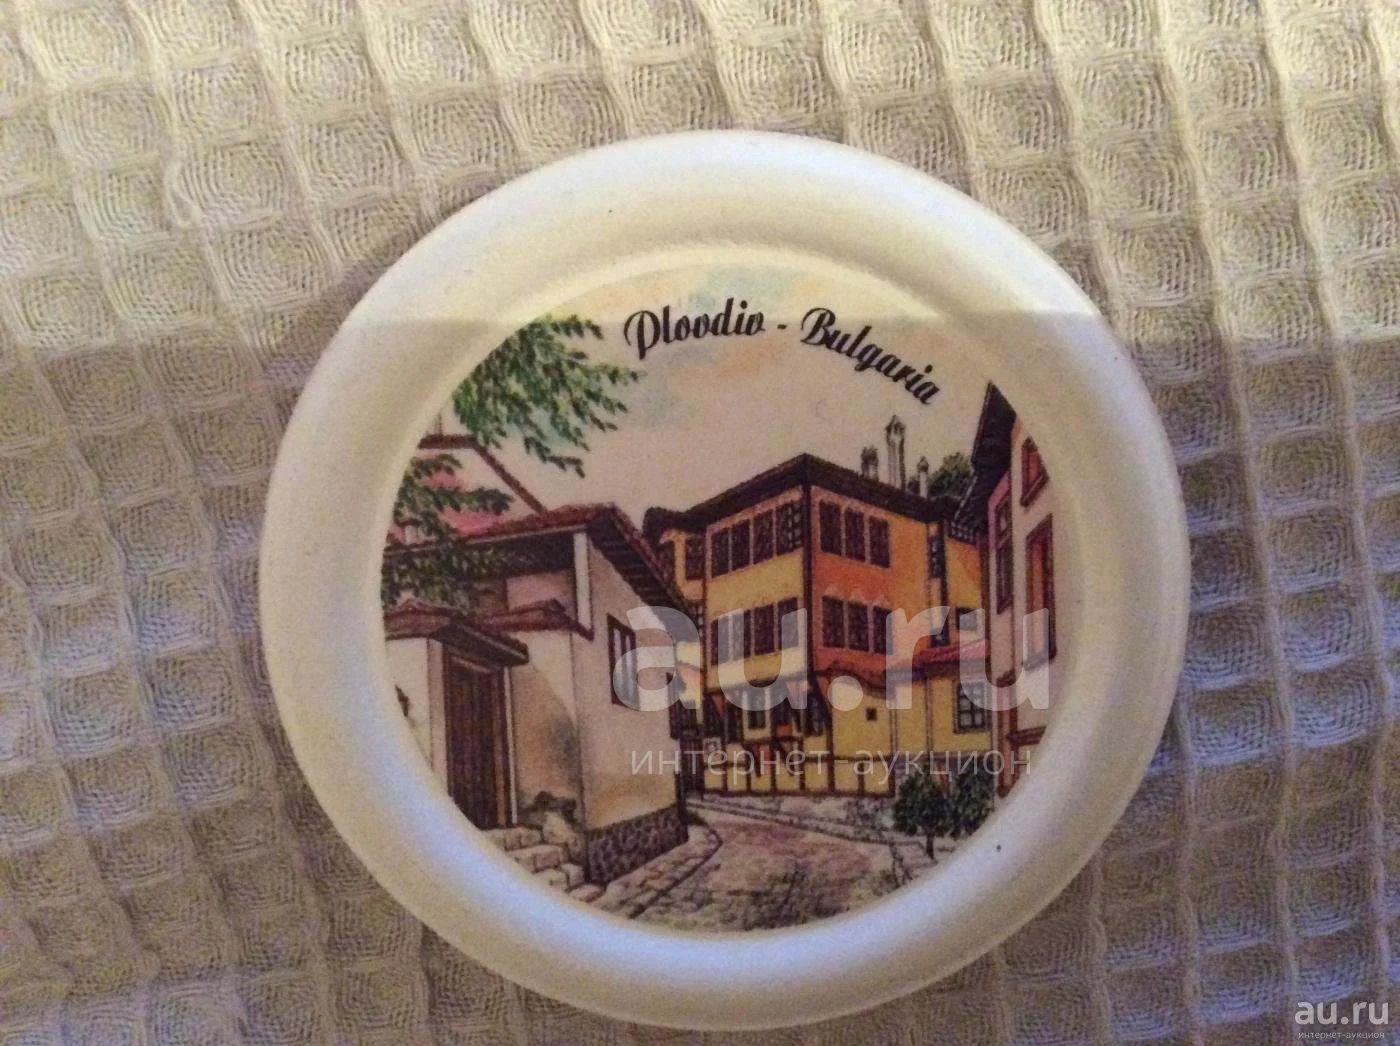 Plovdiv - Bulgaria
au.ru
интернет аукцион
au.ru
интернет-аукцион